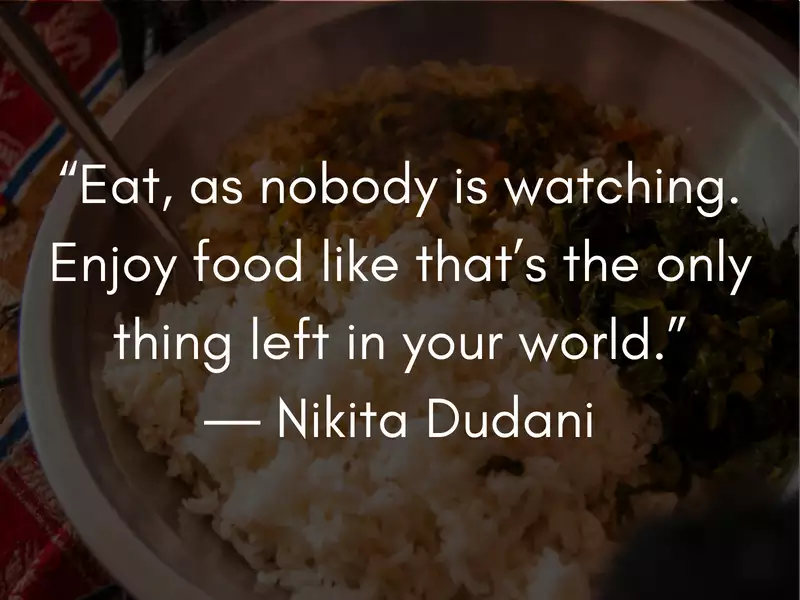 “Eat, as nobody is watching.
Enjoy food like that’s the only
thing left in your world.”
— Nikita Dudani